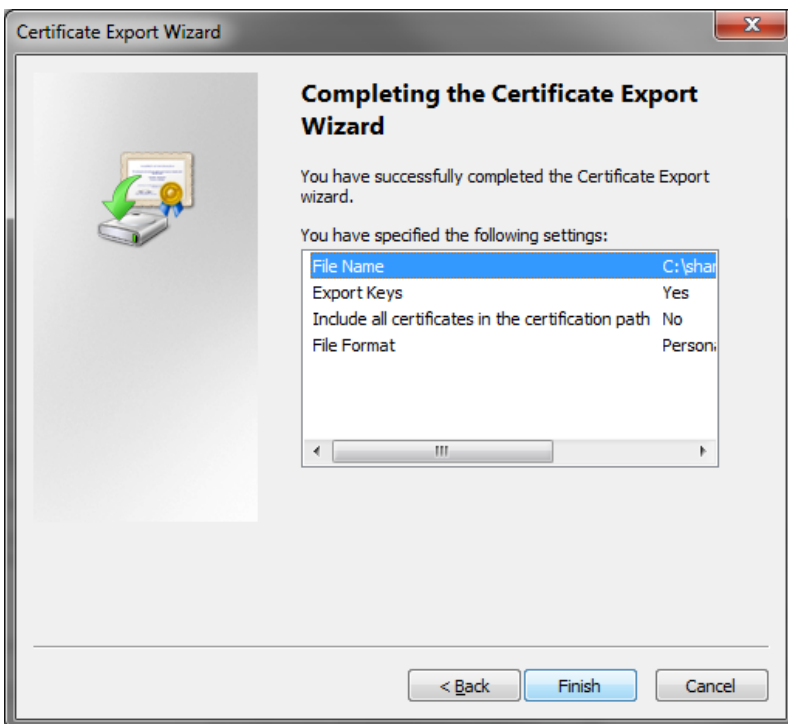 Certificate Export Wizard
Completing the Certificate Export
Wizard
You have successfully completed the Certificate Export
wizard.
You have specified the following settings:
File Name C:\shar
Export Keys Yes
Include all certificates in the certification path No
File Format Persona
< Back Finish Cancel